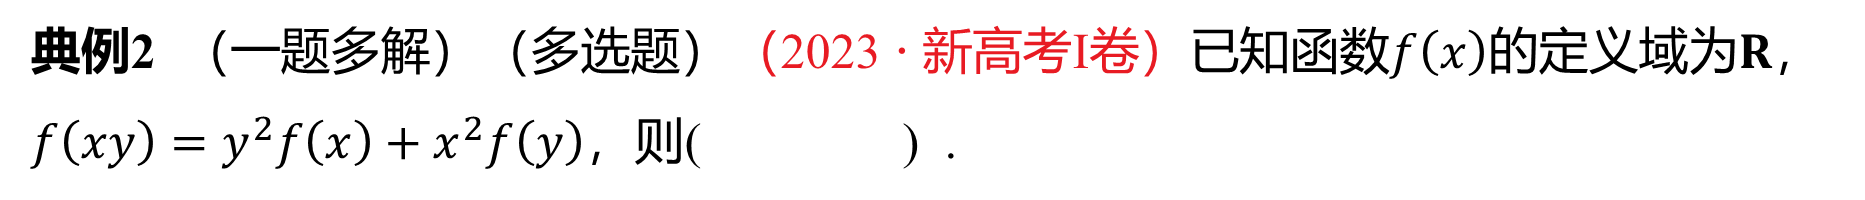 典例2 （一题多解）（多选题）（2023 · 新高考I卷）已知函数f(x)的定义域为R，
f(xy) = y²f(x) + x²f(y)，则(        ) .